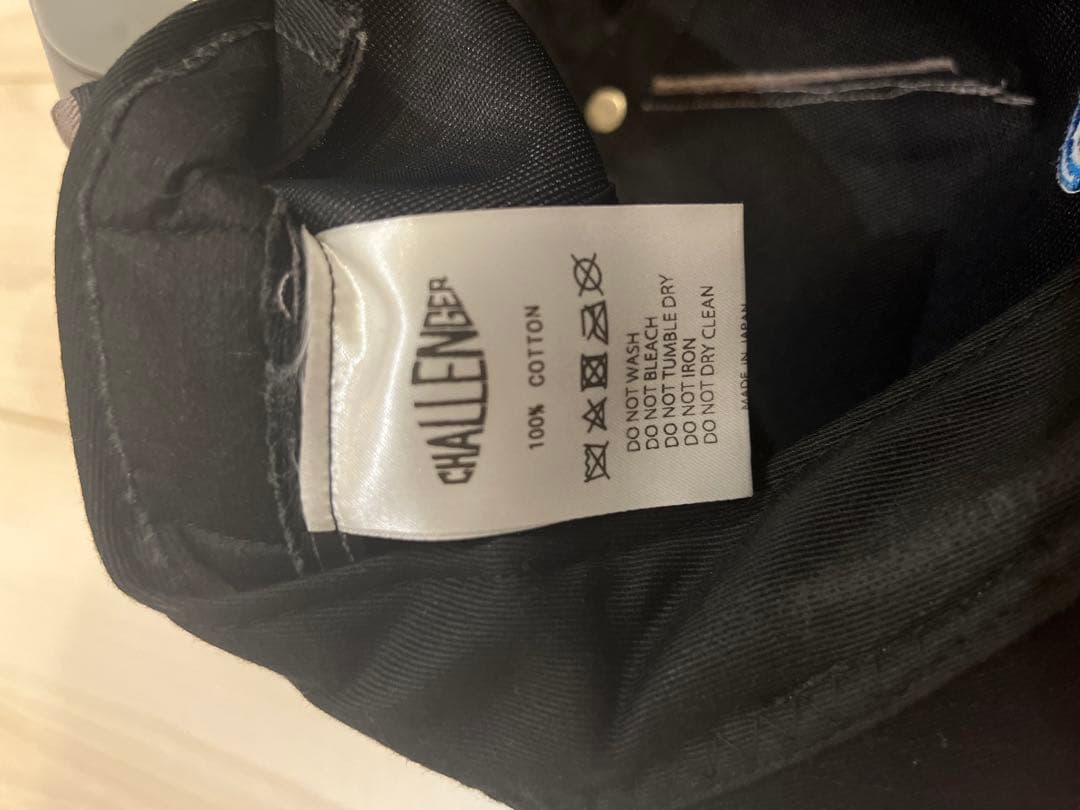 CHALLENGER
100% COTTON
DO NOT WASH
DO NOT BLEACH
DO NOT TUMBLE DRY
DO NOT IRON
DO NOT DRY CLEAN
MADE IN JAPAN